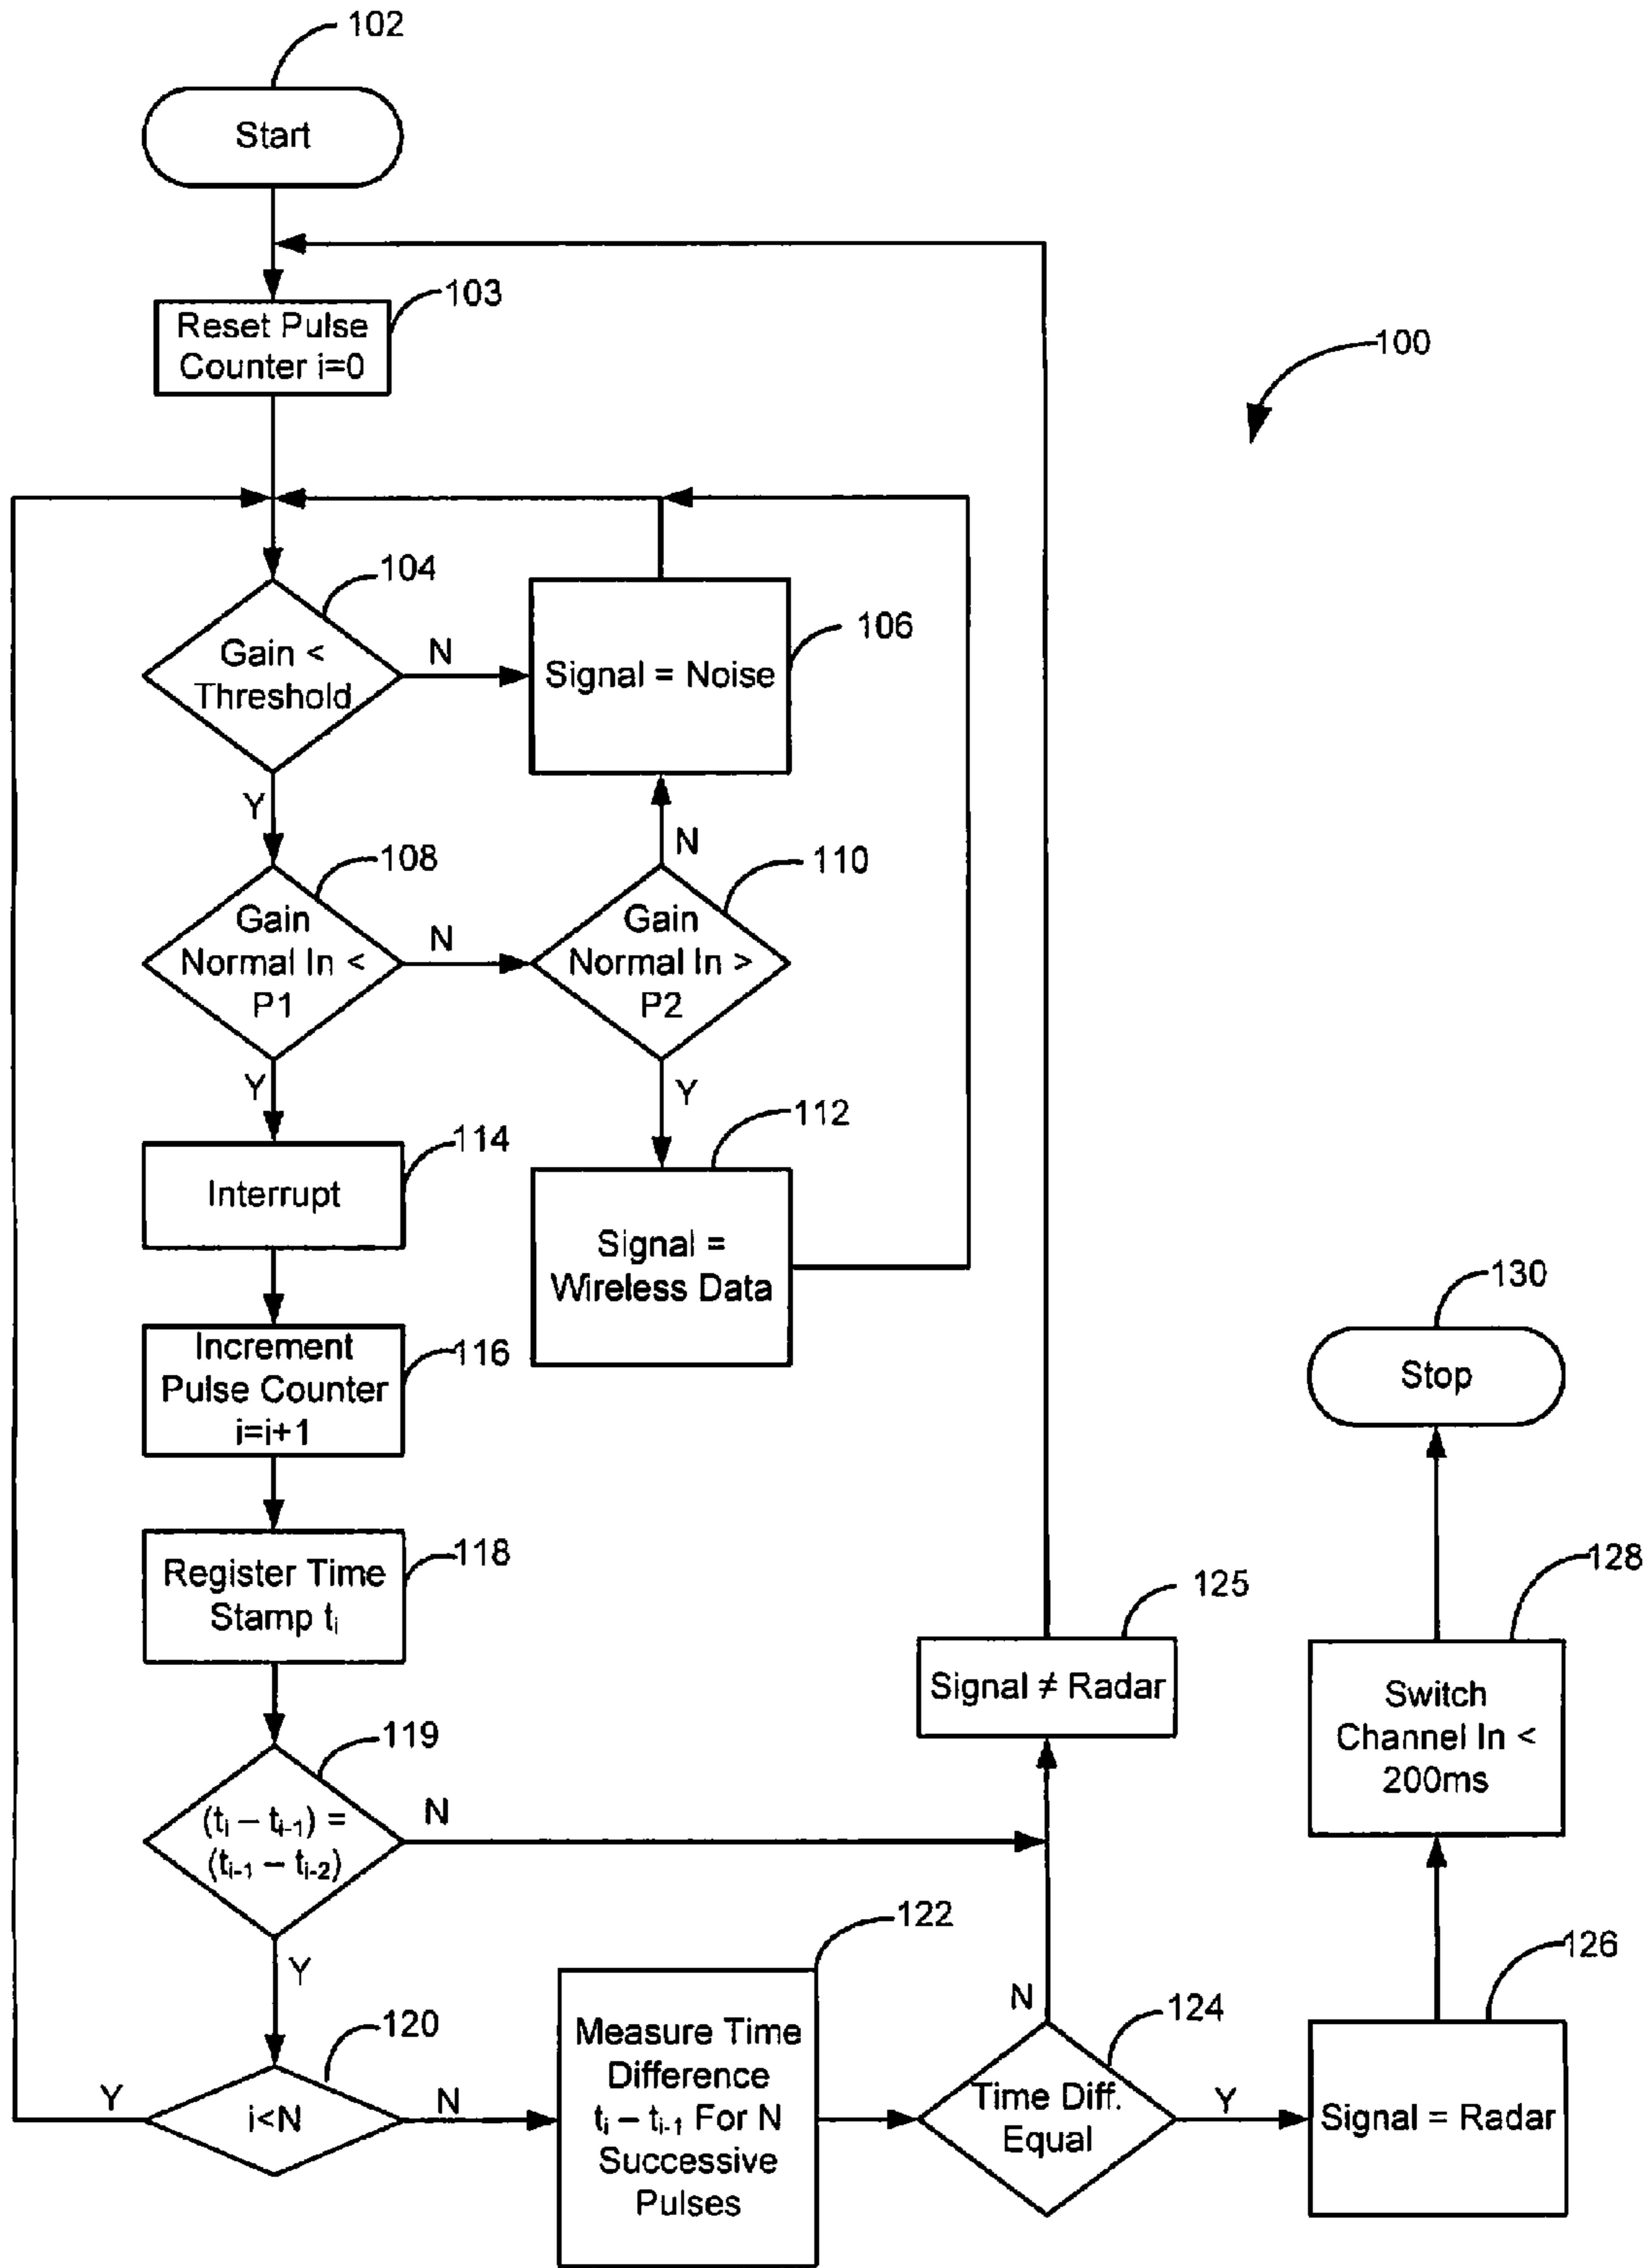 102
Start
103
Reset Pulse
Counter i=0
100
104
Gain <
Threshold
N
106
Signal = Noise
Y
N
108
110
Gain
Normal In <
P1
N
Gain
Normal In >
P2
Y
Y
114
112
Interrupt
Signal =
Wireless Data
130
Stop
116
Increment
Pulse Counter
i=i+1
118
Register Time
Stamp tᵢ
125
Signal ≠ Radar
128
Switch
Channel In <
200ms
119
(tᵢ – tᵢ₋₁) =
(tᵢ₋₁ – tᵢ₋₂)
N
Y
122
126
120
i<N
Y
N
Measure Time
Difference
tᵢ – tᵢ₋₁ For N
Successive
Pulses
N
124
Time Diff.
Equal
Y
Signal = Radar